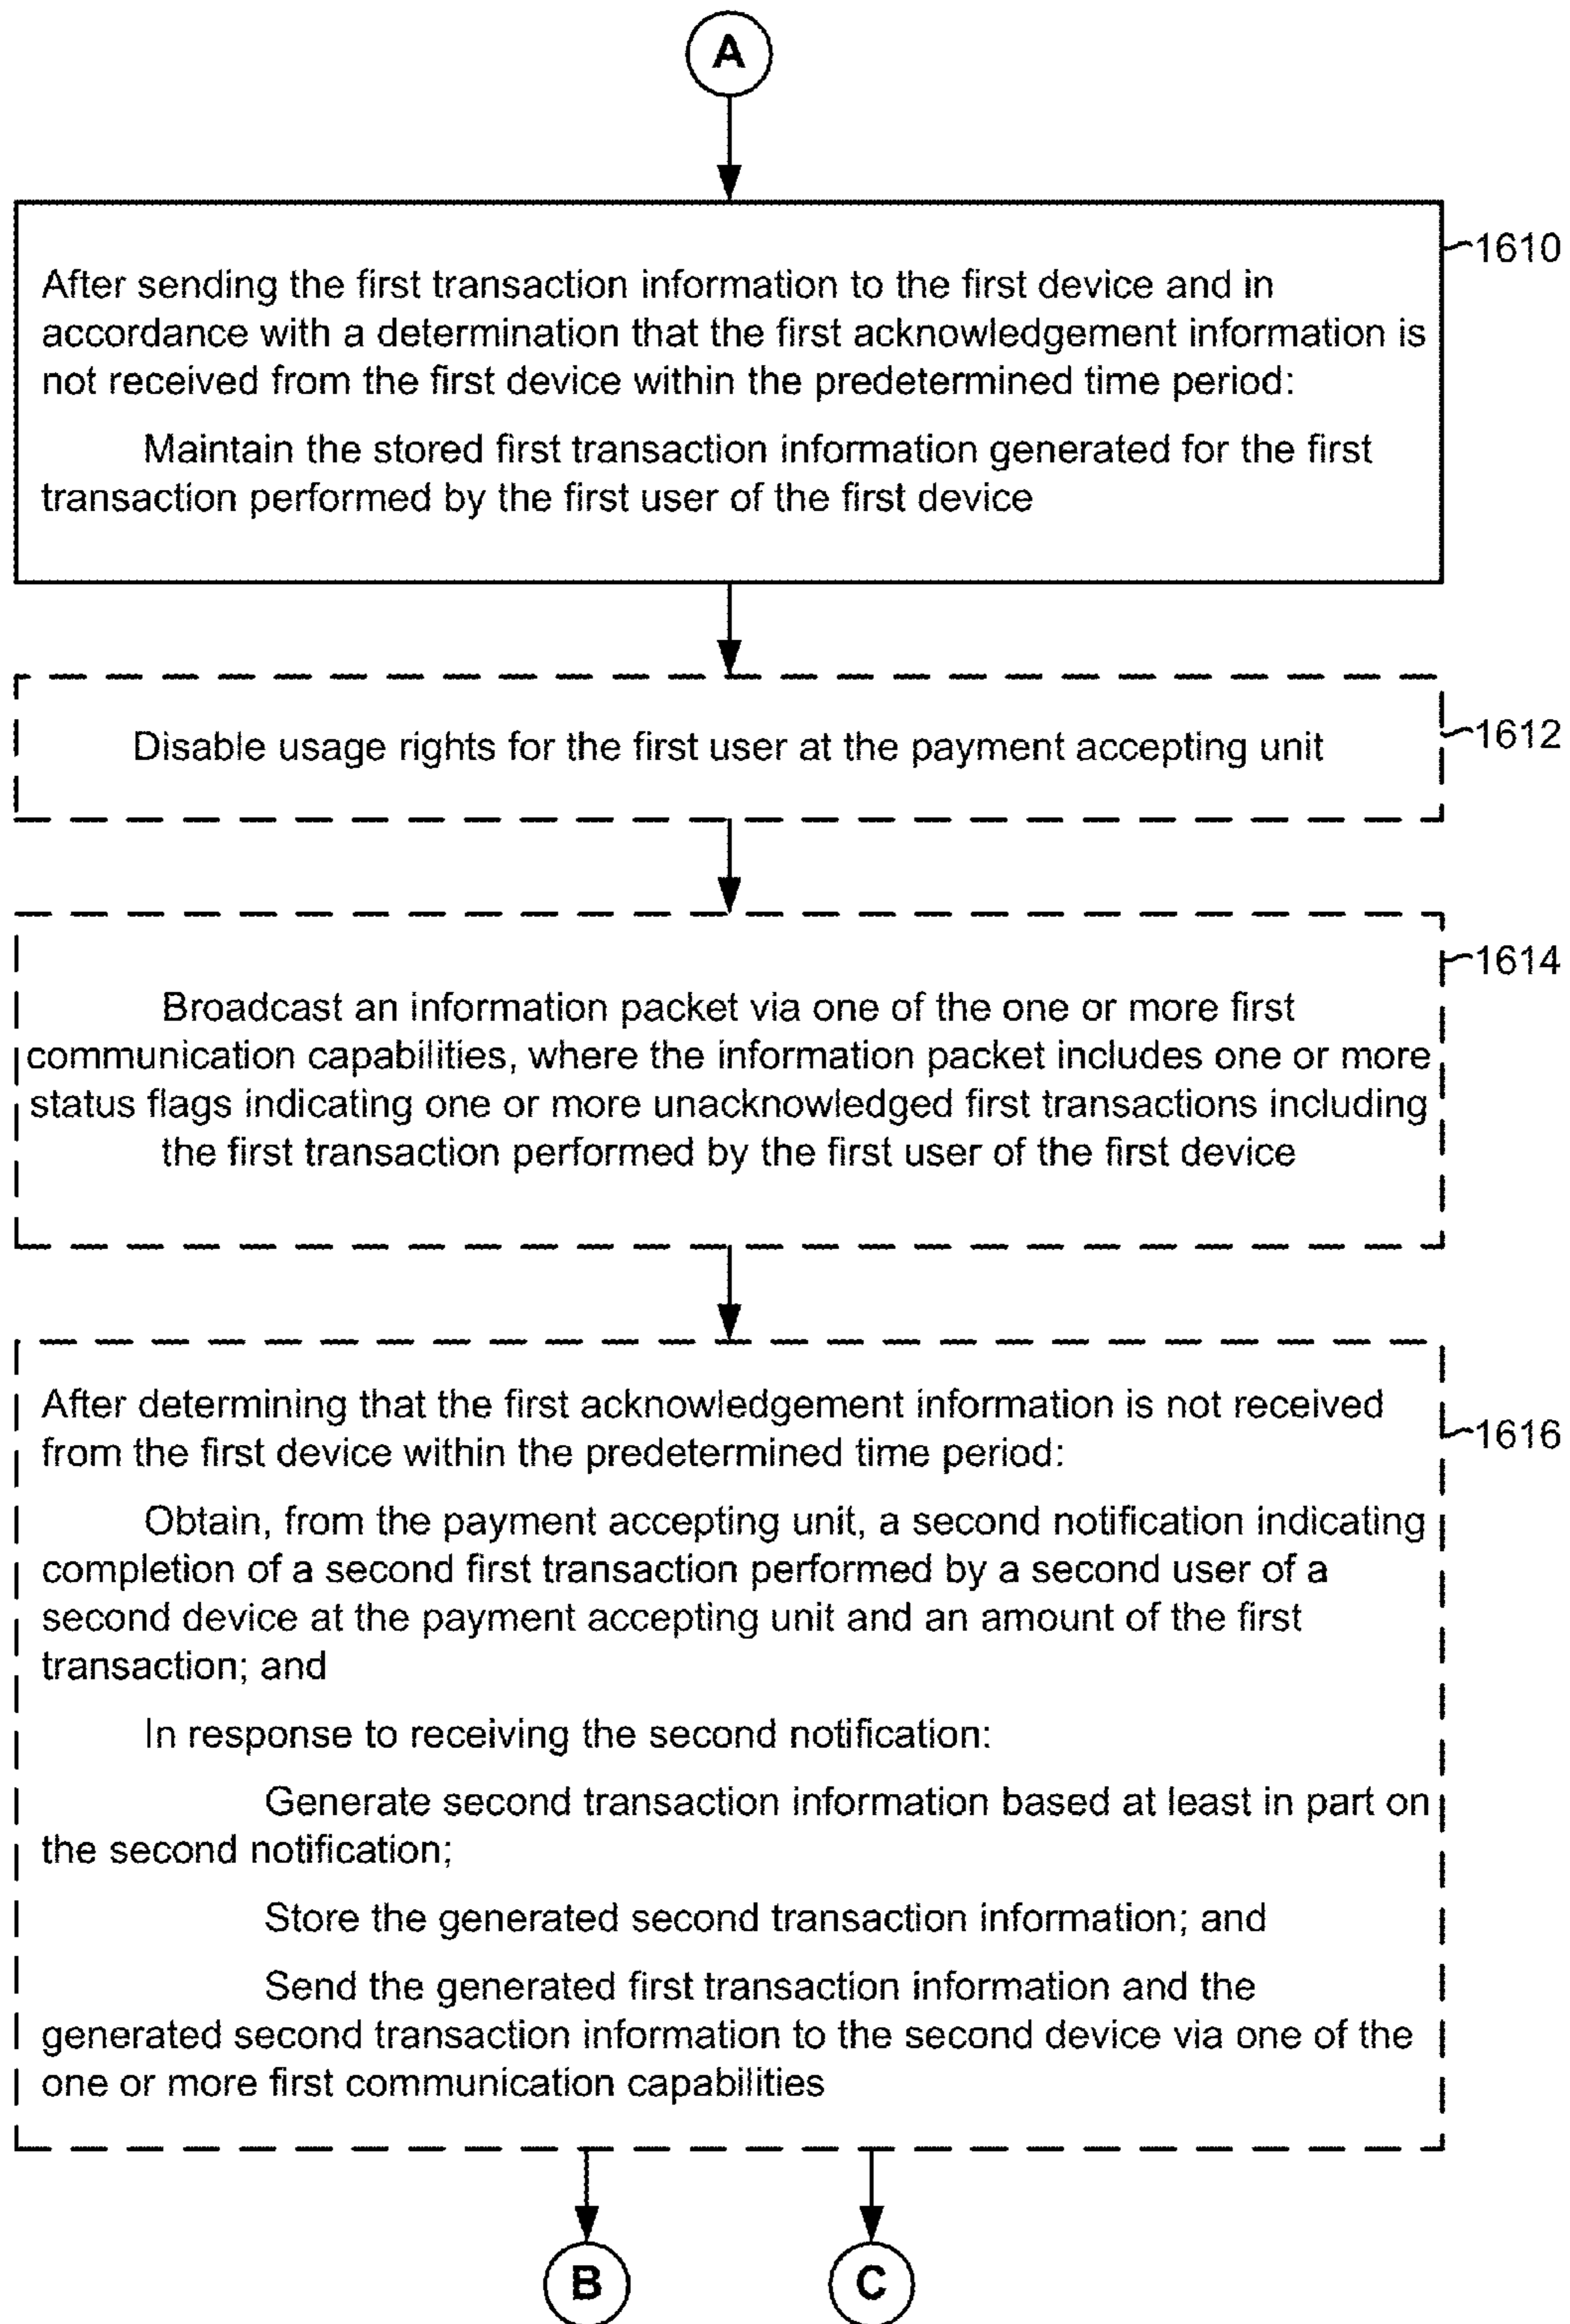 A
After sending the first transaction information to the first device and in
accordance with a determination that the first acknowledgement information is
not received from the first device within the predetermined time period:
Maintain the stored first transaction information generated for the first
transaction performed by the first user of the first device
1610
Disable usage rights for the first user at the payment accepting unit
1612
Broadcast an information packet via one of the one or more first
communication capabilities, where the information packet includes one or more
status flags indicating one or more unacknowledged first transactions including
the first transaction performed by the first user of the first device
1614
After determining that the first acknowledgement information is not received
from the first device within the predetermined time period:
Obtain, from the payment accepting unit, a second notification indicating
completion of a second first transaction performed by a second user of a
second device at the payment accepting unit and an amount of the first
transaction; and
In response to receiving the second notification:
Generate second transaction information based at least in part on
the second notification;
Store the generated second transaction information; and
Send the generated first transaction information and the
generated second transaction information to the second device via one of the
one or more first communication capabilities
1616
B
C